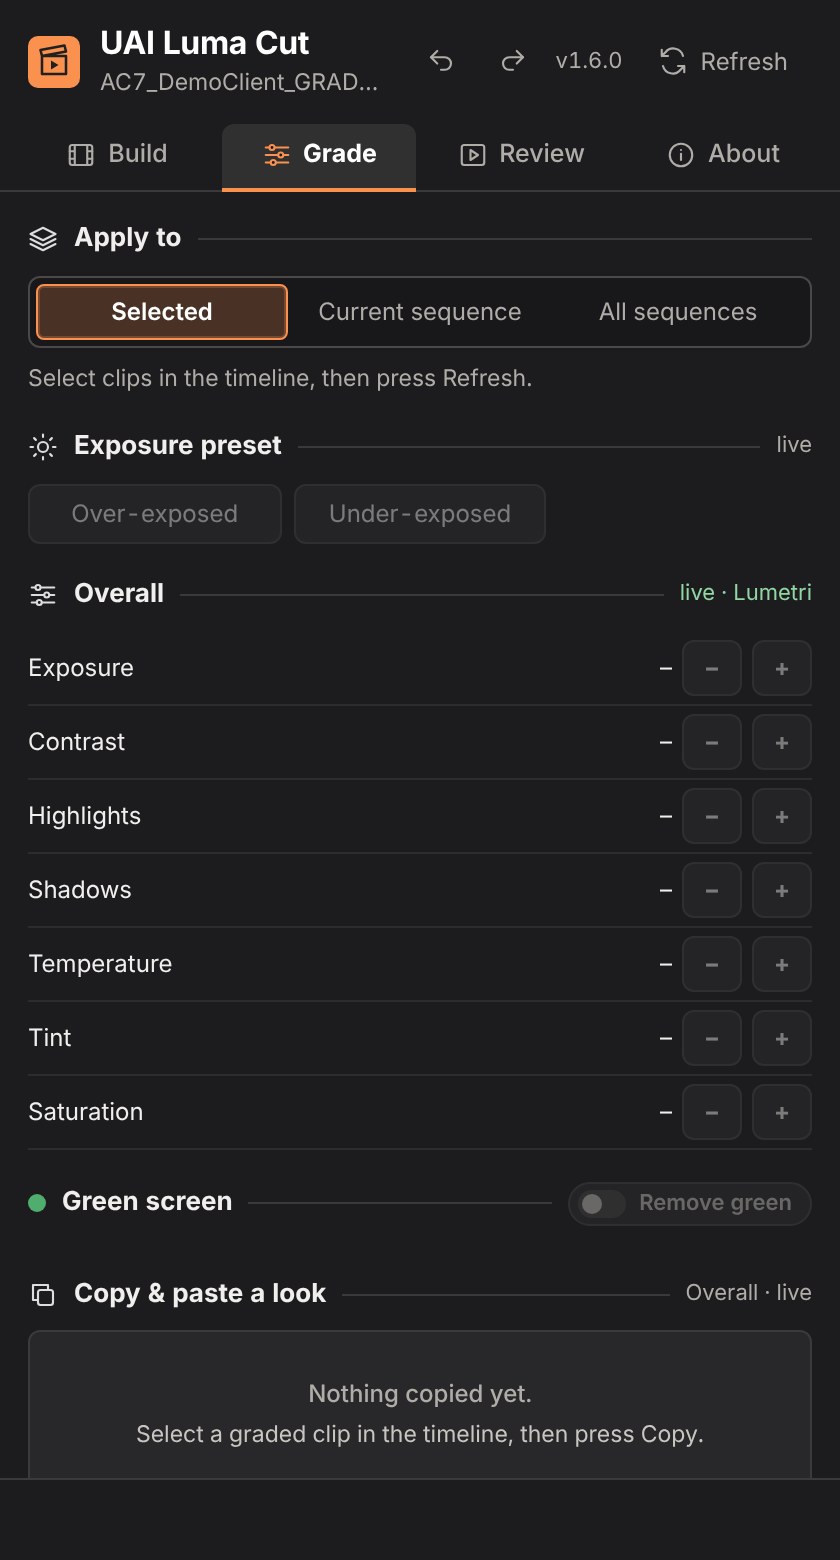 UAI Luma Cut
AC7_DemoClient_GRAD...
v1.6.0
Refresh
Build
Grade
Review
About
Apply to
Selected
Current sequence
All sequences
Select clips in the timeline, then press Refresh.
Exposure preset
live
Over-exposed
Under-exposed
Overall
live · Lumetri
Exposure – − +
Contrast – − +
Highlights – − +
Shadows – − +
Temperature – − +
Tint – − +
Saturation – − +
Green screen
Remove green
Copy & paste a look
Overall · live
Nothing copied yet.
Select a graded clip in the timeline, then press Copy.